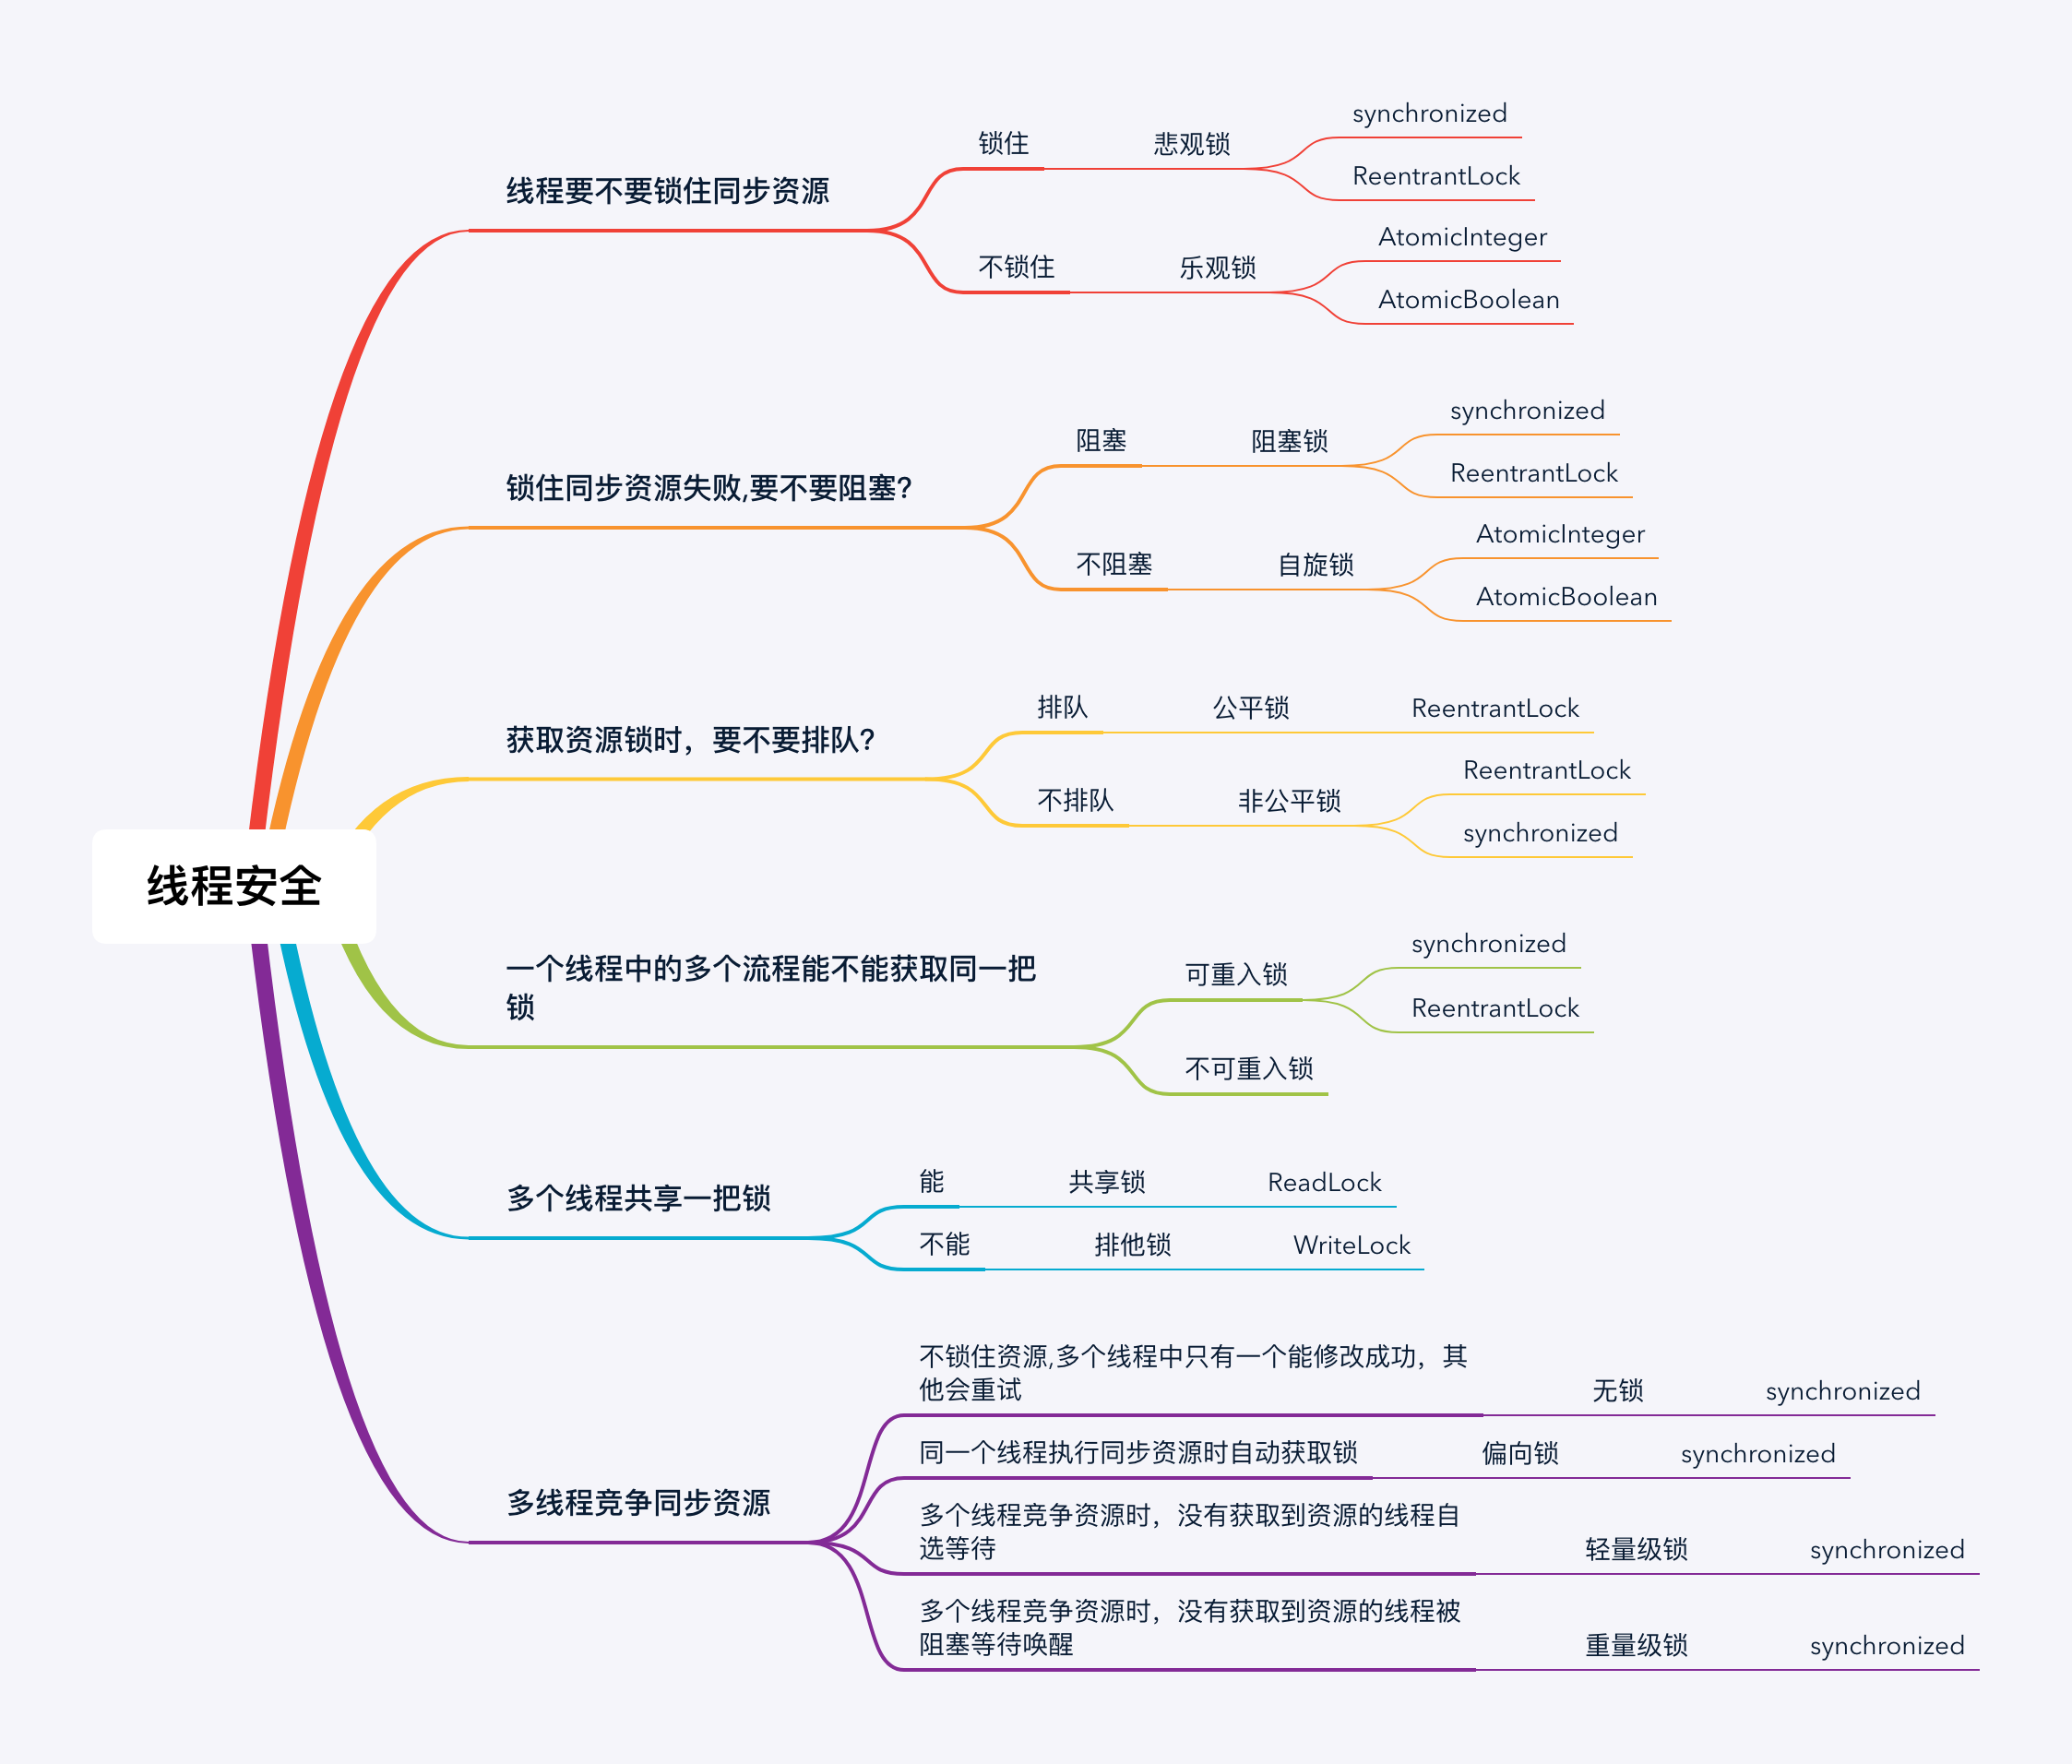 线程安全
线程要不要锁住同步资源
锁住
悲观锁
synchronized
ReentrantLock
不锁住
乐观锁
AtomicInteger
AtomicBoolean
锁住同步资源失败,要不要阻塞?
阻塞
阻塞锁
synchronized
ReentrantLock
不阻塞
自旋锁
AtomicInteger
AtomicBoolean
获取资源锁时，要不要排队?
排队
公平锁
ReentrantLock
不排队
非公平锁
ReentrantLock
synchronized
一个线程中的多个流程能不能获取同一把
锁
可重入锁
synchronized
ReentrantLock
不可重入锁
多个线程共享一把锁
能
共享锁
ReadLock
不能
排他锁
WriteLock
多线程竞争同步资源
不锁住资源,多个线程中只有一个能修改成功，其
他会重试
无锁
synchronized
同一个线程执行同步资源时自动获取锁
偏向锁
synchronized
多个线程竞争资源时，没有获取到资源的线程自
选等待
轻量级锁
synchronized
多个线程竞争资源时，没有获取到资源的线程被
阻塞等待唤醒
重量级锁
synchronized